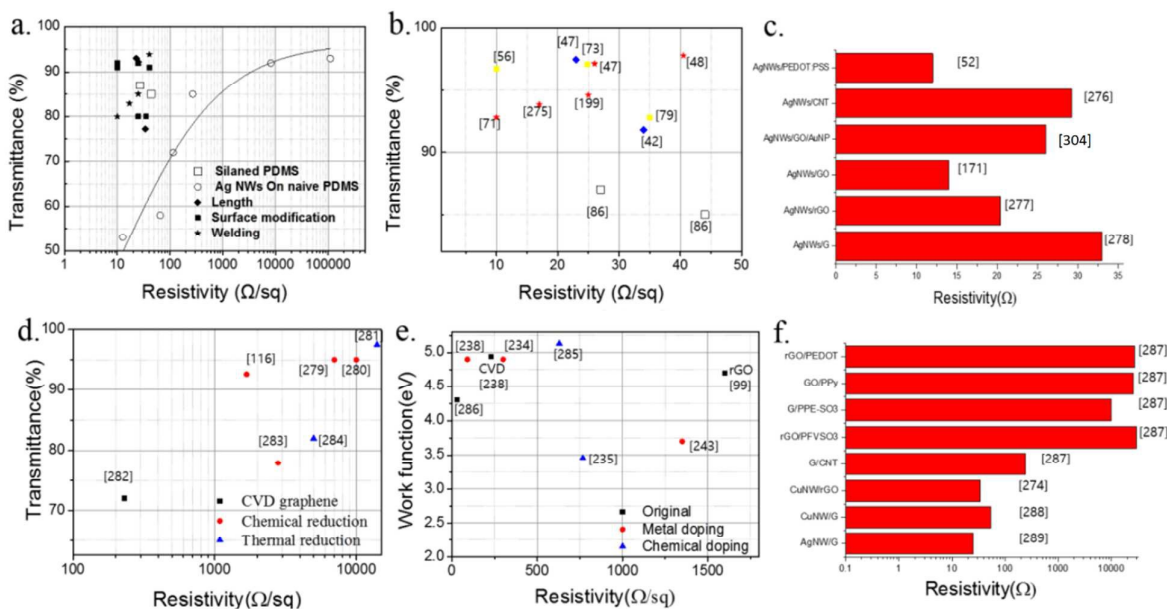 a.
Transmittance (%)
100
95
90
85
80
75
70
65
60
55
50
1
10
100
1000
10000
100000
Resistivity (Ω/sq)
Silaned PDMS
Ag NWs On naive PDMS
Length
Surface modification
Welding
b.
Transmittance (%)
90
10
20
30
40
50
Resistivity (Ω/sq)
[56]
[47]
[73]
[47]
[48]
[71]
[275]
[199]
[79]
[42]
[86]
[86]
c.
AgNWs/PEDOT:PSS
[52]
AgNWs/CNT
[276]
AgNWs/GO/AuNP
[304]
AgNWs/GO
[171]
AgNWs/rGO
[277]
AgNWs/G
[278]
0
5
10
15
20
25
30
35
Resistivity(Ω)
d.
Transmittance(%)
100
90
80
70
100
1000
10000
Resistivity (Ω/sq)
[281]
[116]
[279]
[280]
[283]
[284]
[282]
CVD graphene
Chemical reduction
Thermal reduction
e.
Work function(eV)
5.0
4.5
4.0
3.5
3.0
2.5
2.0
0
500
1000
1500
Resistivity (Ω/sq)
[238]
[234]
[285]
CVD
[238]
[286]
rGO
[99]
[243]
[235]
Original
Metal doping
Chemical doping
f.
rGO/PEDOT
[287]
GO/PPy
[287]
G/PPE-SO3
[287]
rGO/PFVSO3
[287]
G/CNT
[287]
CuNW/rGO
[274]
CuNW/G
[288]
AgNW/G
[289]
0.1
1
10
100
1000
10000
Resistivity(Ω)